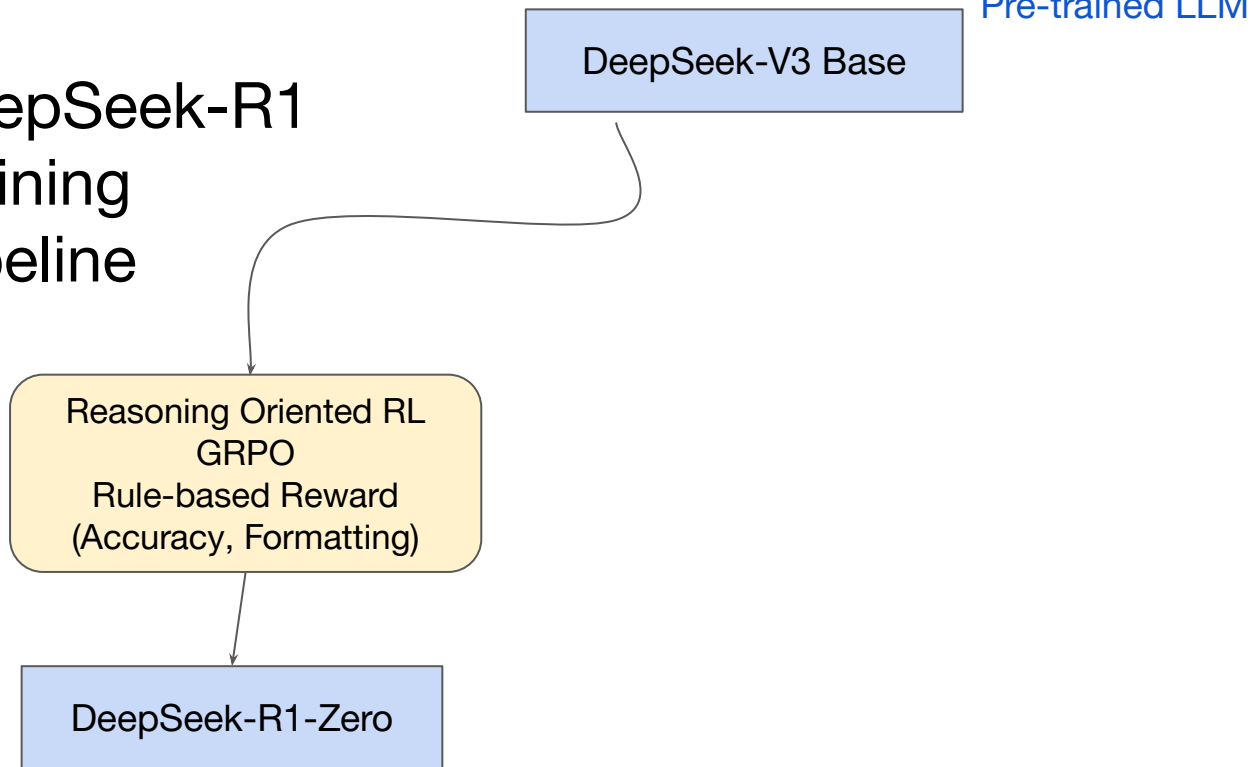 Pre-trained LLM
DeepSeek-V3 Base
epSeek-R1
ining
eline
Reasoning Oriented RL
GRPO
Rule-based Reward
(Accuracy, Formatting)
DeepSeek-R1-Zero